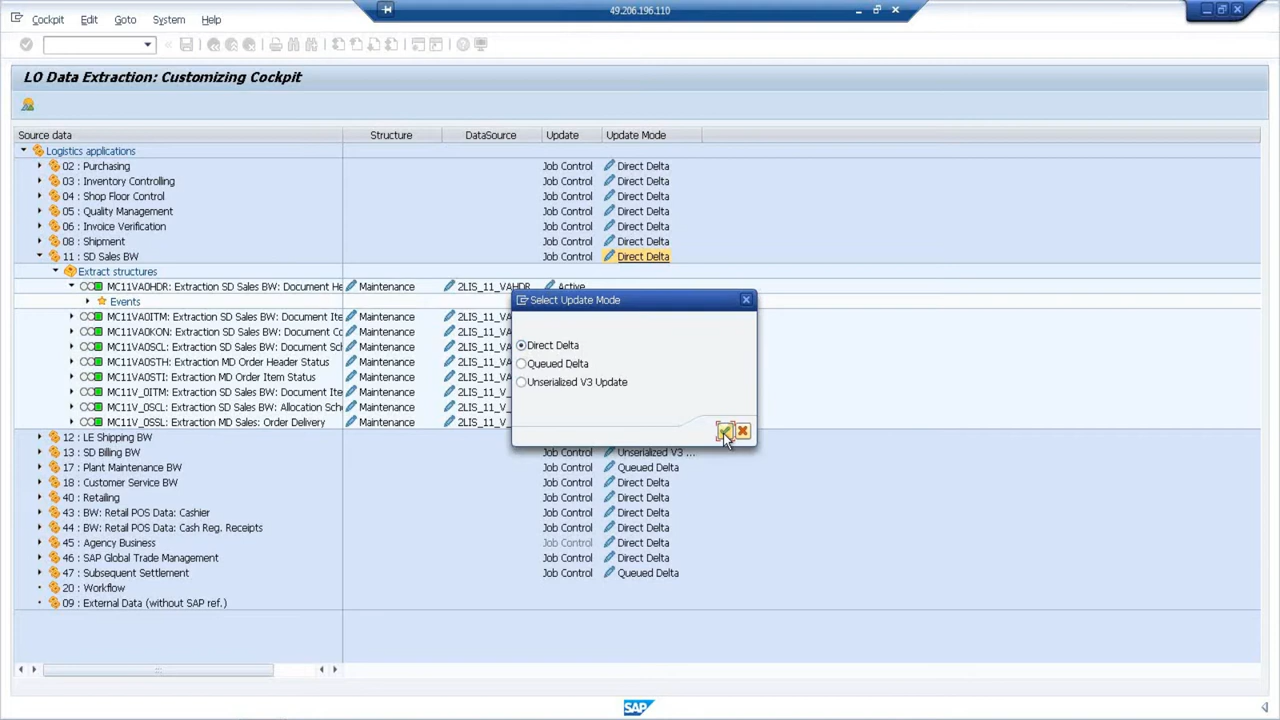 49.206.196.110
Cockpit Edit Goto System Help
LO Data Extraction: Customizing Cockpit
Source data Structure DataSource Update Update Mode
Logistics applications
02 : Purchasing Job Control Direct Delta
03 : Inventory Controlling Job Control Direct Delta
04 : Shop Floor Control Job Control Direct Delta
05 : Quality Management Job Control Direct Delta
06 : Invoice Verification Job Control Direct Delta
08 : Shipment Job Control Direct Delta
11 : SD Sales BW Job Control Direct Delta
Extract structures
MC11VA0HDR: Extraction SD Sales BW: Document He Maintenance 2LIS_11_VAHDR Active
Events
MC11VA0ITM: Extraction SD Sales BW: Document Ite Maintenance 2LIS_11_VA
MC11VA0KON: Extraction SD Sales BW: Document Co Maintenance 2LIS_11_VA
MC11VA0SCL: Extraction SD Sales BW: Document Sc Maintenance 2LIS_11_VA
MC11VA0STH: Extraction MD Order Header Status Maintenance 2LIS_11_VA
MC11VA0STI: Extraction MD Order Item Status Maintenance 2LIS_11_VA
MC11V_0ITM: Extraction SD Sales BW: Document Ite Maintenance 2LIS_11_V_
MC11V_0SCL: Extraction SD Sales BW: Allocation Sch Maintenance 2LIS_11_V_
MC11V_0SSL: Extraction MD Sales: Order Delivery Maintenance 2LIS_11_V_
Select Update Mode
Direct Delta
Queued Delta
Unserialized V3 Update
12 : LE Shipping BW
13 : SD Billing BW Job Control Unserialized V3 ...
17 : Plant Maintenance BW Job Control Queued Delta
18 : Customer Service BW Job Control Direct Delta
40 : Retailing Job Control Direct Delta
43 : BW: Retail POS Data: Cashier Job Control Direct Delta
44 : BW: Retail POS Data: Cash Reg. Receipts Job Control Direct Delta
45 : Agency Business Job Control Direct Delta
46 : SAP Global Trade Management Job Control Direct Delta
47 : Subsequent Settlement Job Control Queued Delta
20 : Workflow
09 : External Data (without SAP ref.)
SAP